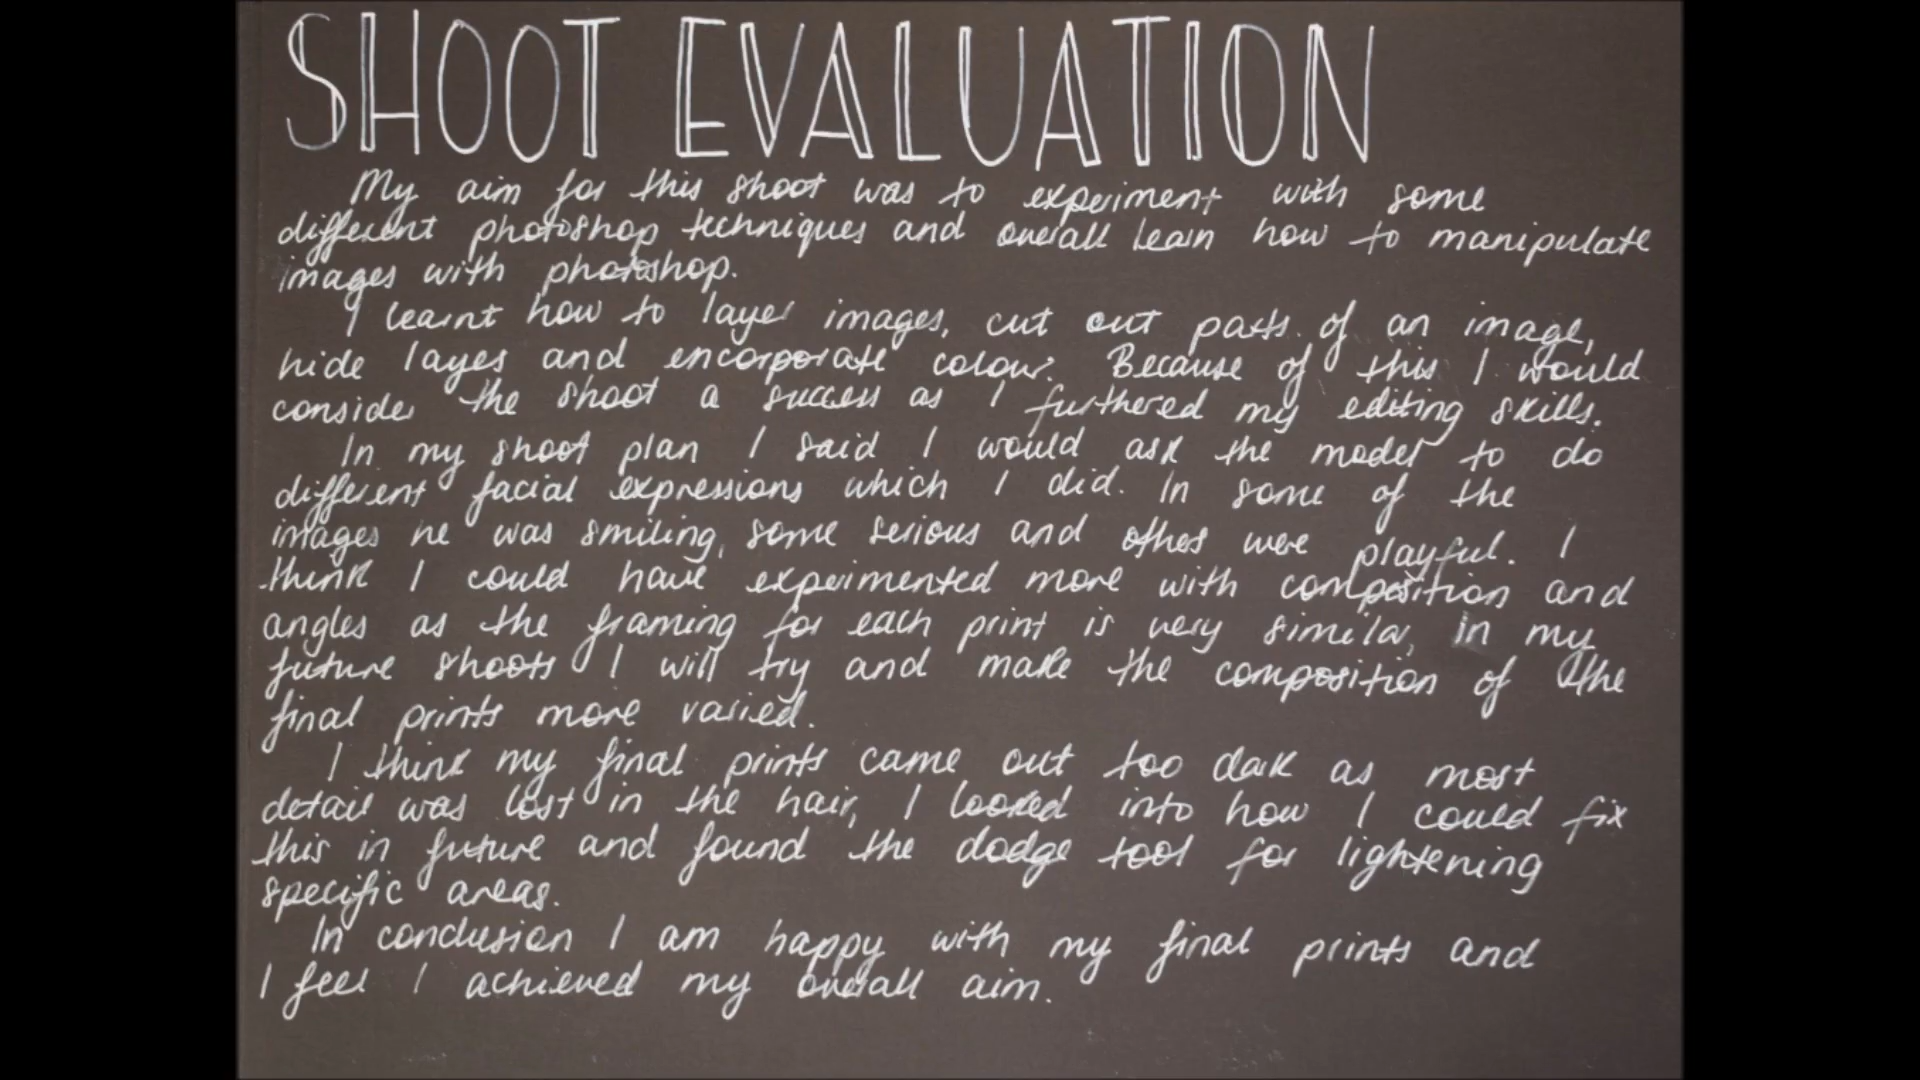 SHOOT EVALUATION
My aim for this shoot was to experiment with some
different photoshop techniques and overall learn how to manipulate
images with photoshop.
I learnt how to layer images, cut out parts of an image,
hide layers and encorporate colour. Because of this I would
consider the shoot a success as I furthered my editing skills.
In my shoot plan I said I would ask the model to do
different facial expressions which I did. In some of the
images he was smiling, some serious and others were playful. I
think I could have experimented more with composition and
angles as the framing for each print is very similar, in my
future shoots I will try and make the composition of the
final prints more varied.
I think my final prints came out too dark as most
detail was lost in the hair, I looked into how I could fix
this in future and found the dodge tool for lightening
specific areas.
In conclusion I am happy with my final prints and
I feel I achieved my overall aim.